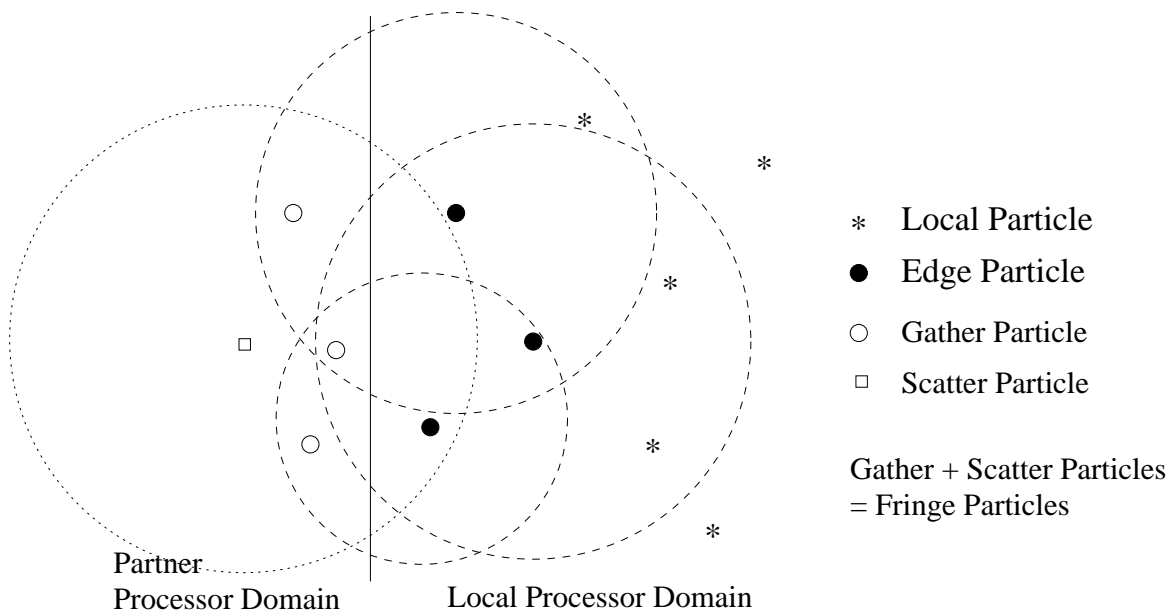 Local Particle
Edge Particle
Gather Particle
Scatter Particle
Gather + Scatter Particles
= Fringe Particles
Partner
Processor Domain
Local Processor Domain